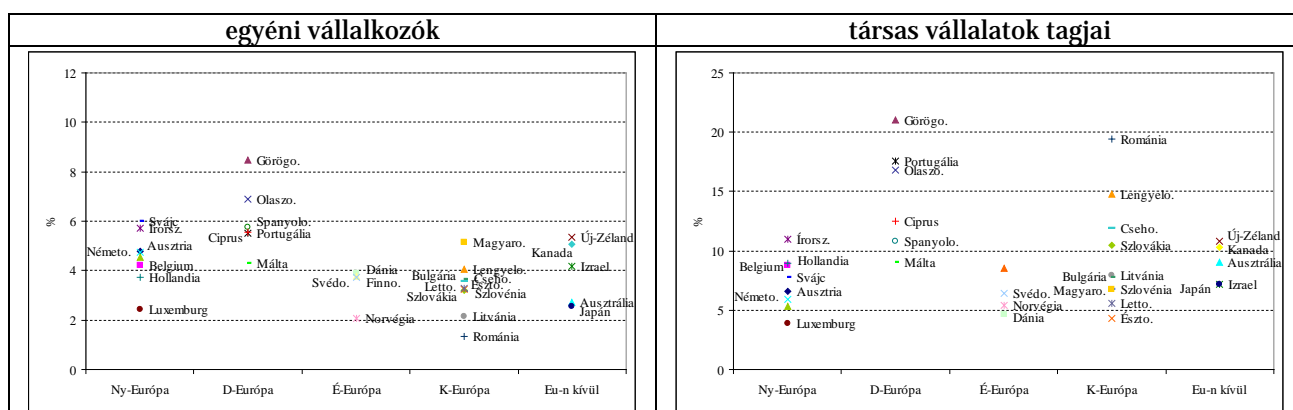 egyéni vállalkozók
társas vállalatok tagjai
12
10
8
6
4
2
0
%
Svájc
Írorsz.
Ausztria
Németo.
Belgium
Hollandia
Luxemburg
Görögo.
Olaszo.
Spanyolo.
Ciprus
Portugália
Málta
Dánia
Svédo.
Finno.
Norvégia
Magyaro.
Bulgária
Lengyelo.
Cseho.
Letto.
Észto.
Szlovákia
Szlovénia
Litvánia
Románia
Új-Zéland
Kanada
Izrael
Ausztrália
Japán
Ny-Európa D-Európa É-Európa K-Európa Eu-n kívül
25
20
15
10
5
0
%
Írorsz.
Hollandia
Belgium
Svájc
Ausztria
Németo.
Luxemburg
Görögo.
Portugália
Olaszo.
Ciprus
Spanyolo.
Málta
Svédo.
Norvégia
Dánia
Románia
Lengyelo.
Cseho.
Szlovákia
Bulgária
Litvánia
Magyaro.
Szlovénia
Letto.
Észto.
Új-Zéland
Kanada
Ausztrália
Japán
Izrael
Ny-Európa D-Európa É-Európa K-Európa Eu-n kívül